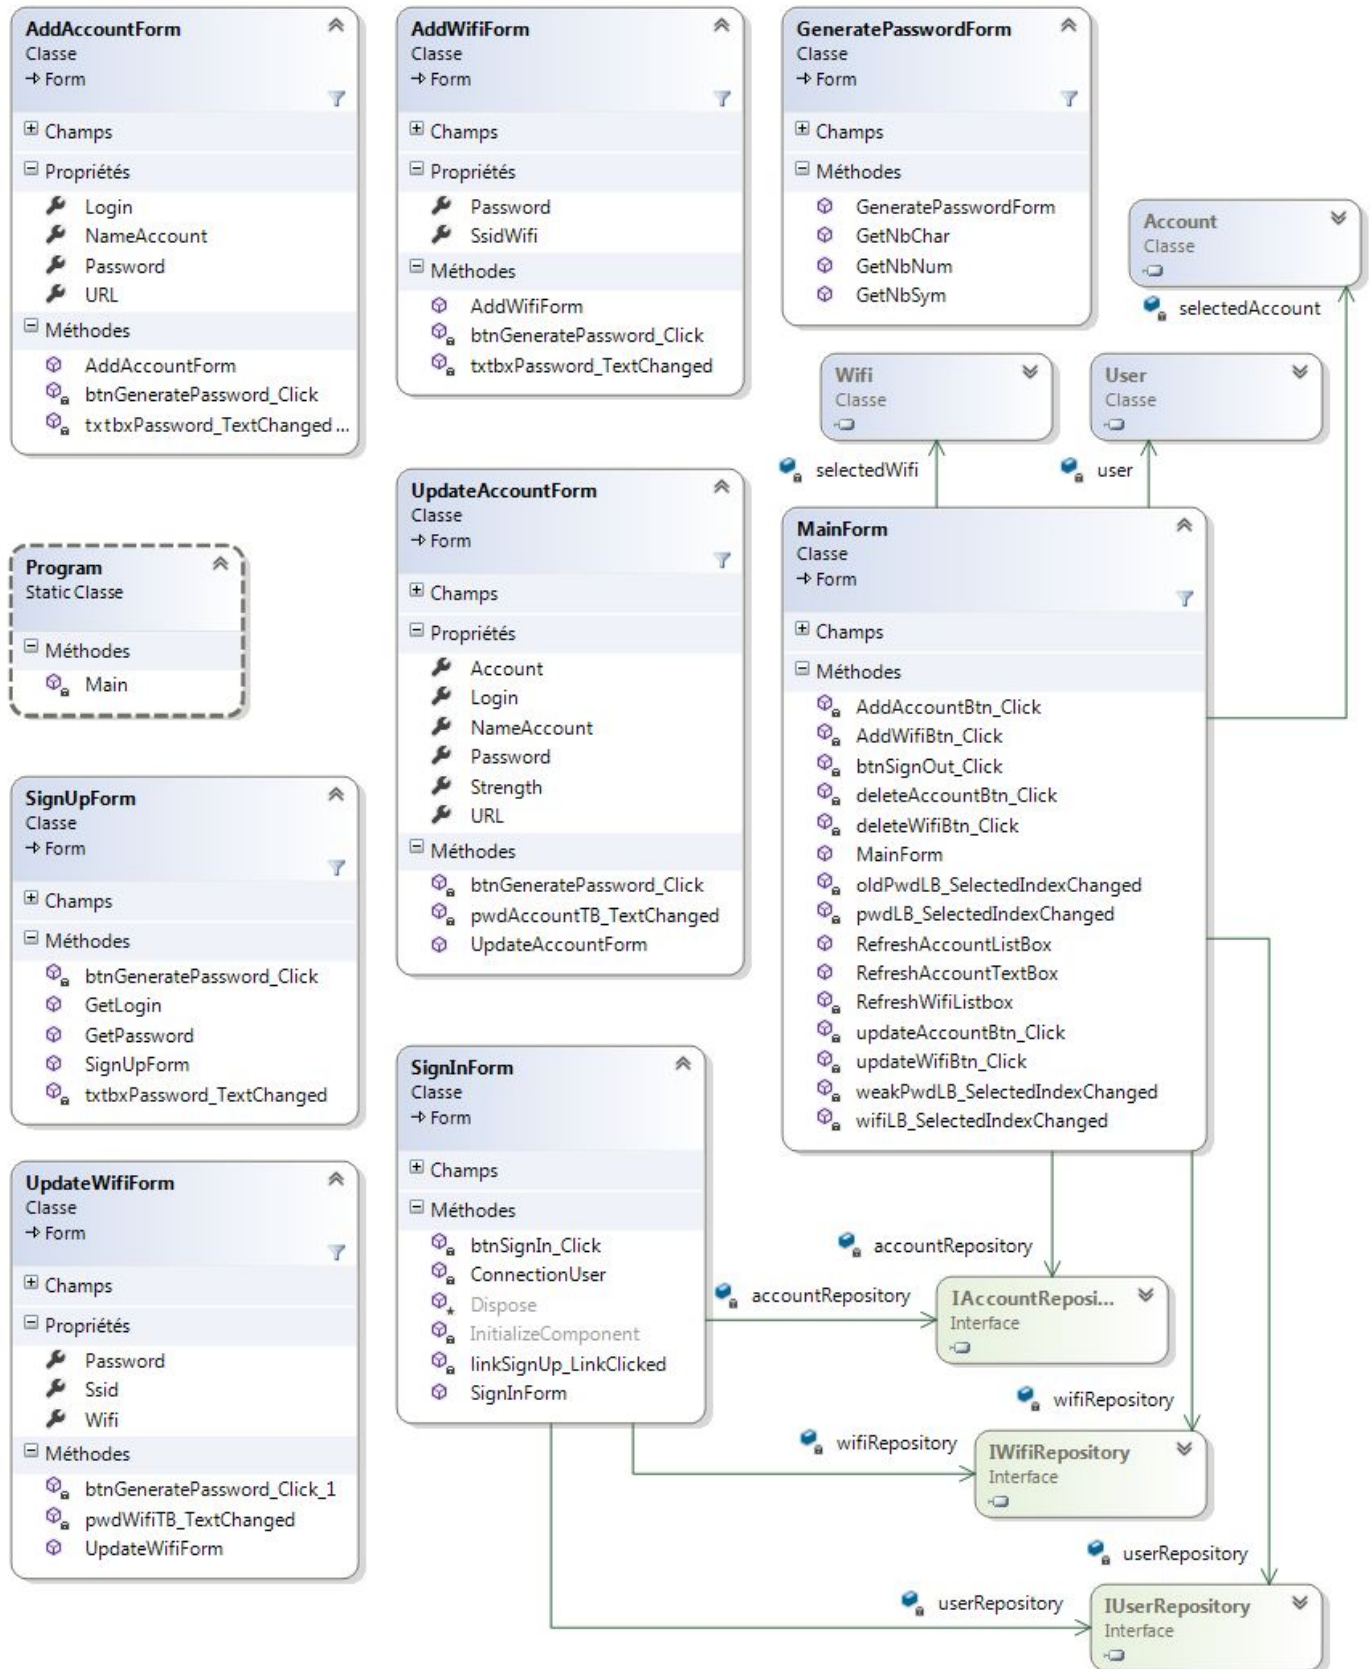 AddAccountForm
Classe
Form
Champs
Propriétés
Login
NameAccount
Password
URL
Méthodes
AddAccountForm
btnGeneratePassword_Click
txtbxPassword_TextChanged...
AddWifiForm
Classe
Form
Champs
Propriétés
Password
SsidWifi
Méthodes
AddWifiForm
btnGeneratePassword_Click
txtbxPassword_TextChanged
GeneratePasswordForm
Classe
Form
Champs
Méthodes
GeneratePasswordForm
GetNbChar
GetNbNum
GetNbSym
Account
Classe
selectedAccount
Wifi
Classe
selectedWifi
User
Classe
user
Program
Static Classe
Méthodes
Main
UpdateAccountForm
Classe
Form
Champs
Propriétés
Account
Login
NameAccount
Password
Strength
URL
Méthodes
btnGeneratePassword_Click
pwdAccountTB_TextChanged
UpdateAccountForm
MainForm
Classe
Form
Champs
Méthodes
AddAccountBtn_Click
AddWifiBtn_Click
btnSignOut_Click
deleteAccountBtn_Click
deleteWifiBtn_Click
MainForm
oldPwdLB_SelectedIndexChanged
pwdLB_SelectedIndexChanged
RefreshAccountListBox
RefreshAccountTextBox
RefreshWifiListbox
updateAccountBtn_Click
updateWifiBtn_Click
weakPwdLB_SelectedIndexChanged
wifiLB_SelectedIndexChanged
SignUpForm
Classe
Form
Champs
Méthodes
btnGeneratePassword_Click
GetLogin
GetPassword
SignUpForm
txtbxPassword_TextChanged
SignInForm
Classe
Form
Champs
Méthodes
btnSignIn_Click
ConnectionUser
Dispose
InitializeComponent
linkSignUp_LinkClicked
SignInForm
UpdateWifiForm
Classe
Form
Champs
Propriétés
Password
Ssid
Wifi
Méthodes
btnGeneratePassword_Click_1
pwdWifiTB_TextChanged
UpdateWifiForm
accountRepository
accountRepository
IAccountReposi...
Interface
wifiRepository
wifiRepository
IWifiRepository
Interface
userRepository
userRepository
IUserRepository
Interface